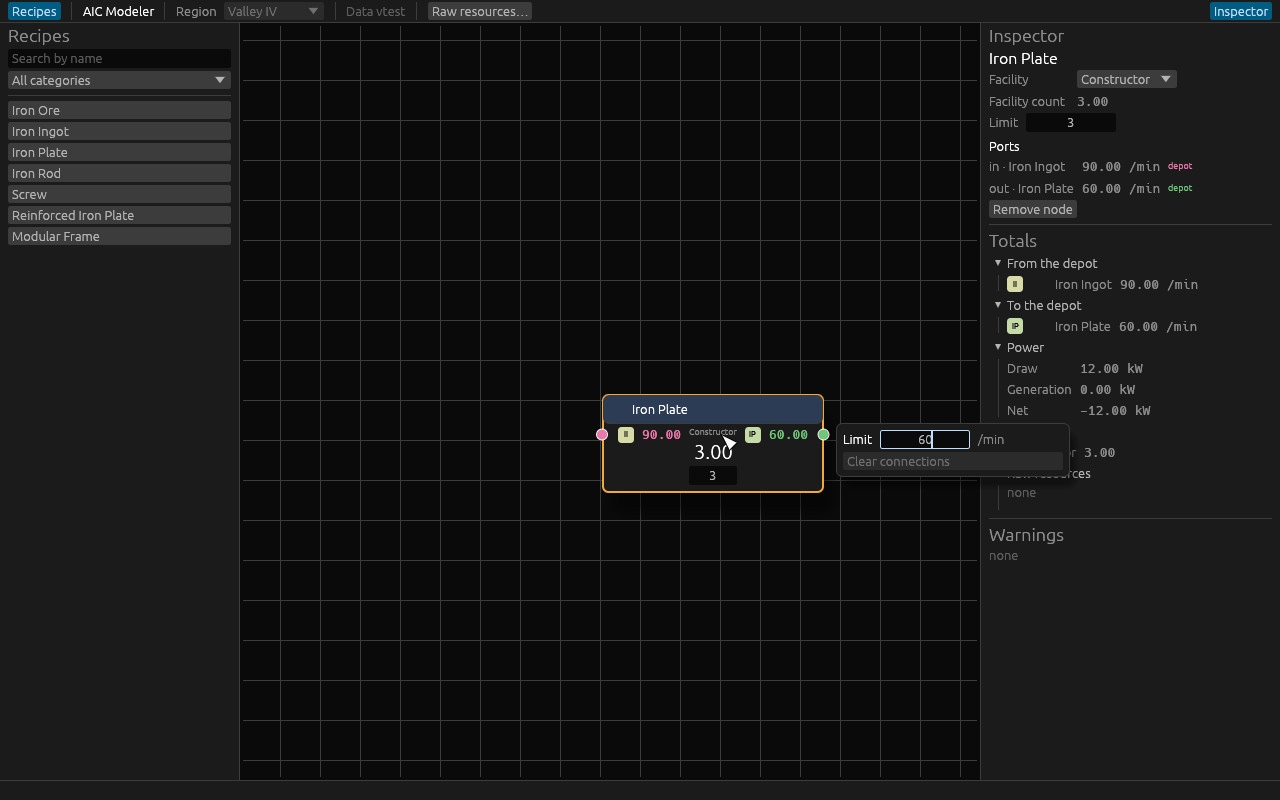 Recipes
AIC Modeler
Region
Valley IV
Data vtest
Raw resources...
Inspector
Recipes
Search by name
All categories
Iron Ore
Iron Ingot
Iron Plate
Iron Rod
Screw
Reinforced Iron Plate
Modular Frame
Iron Plate
II
90.00
Constructor
IP
60.00
3.00
3
Limit
60
/min
Clear connections
Inspector
Iron Plate
Facility
Constructor
Facility count 3.00
Limit
3
Ports
in · Iron Ingot 90.00 /min depot
out · Iron Plate 60.00 /min depot
Remove node
Totals
From the depot
II
Iron Ingot 90.00 /min
To the depot
IP
Iron Plate 60.00 /min
Power
Draw 12.00 kW
Generation 0.00 kW
Net −12.00 kW
3.00
resources
none
Warnings
none